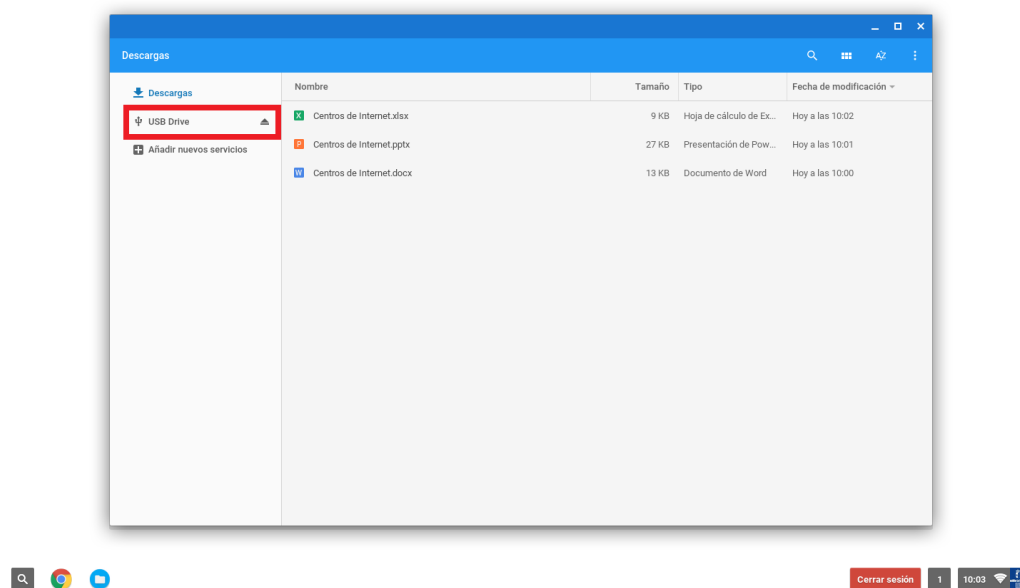 Descargas
AZ
Descargas
USB Drive
Añadir nuevos servicios
Nombre Tamaño Tipo Fecha de modificación
X Centros de Internet.xlsx 9 KB Hoja de cálculo de Ex... Hoy a las 10:02
P Centros de Internet.pptx 27 KB Presentación de Pow... Hoy a las 10:01
W Centros de Internet.docx 13 KB Documento de Word Hoy a las 10:00
Cerrar sesión 1 10:03